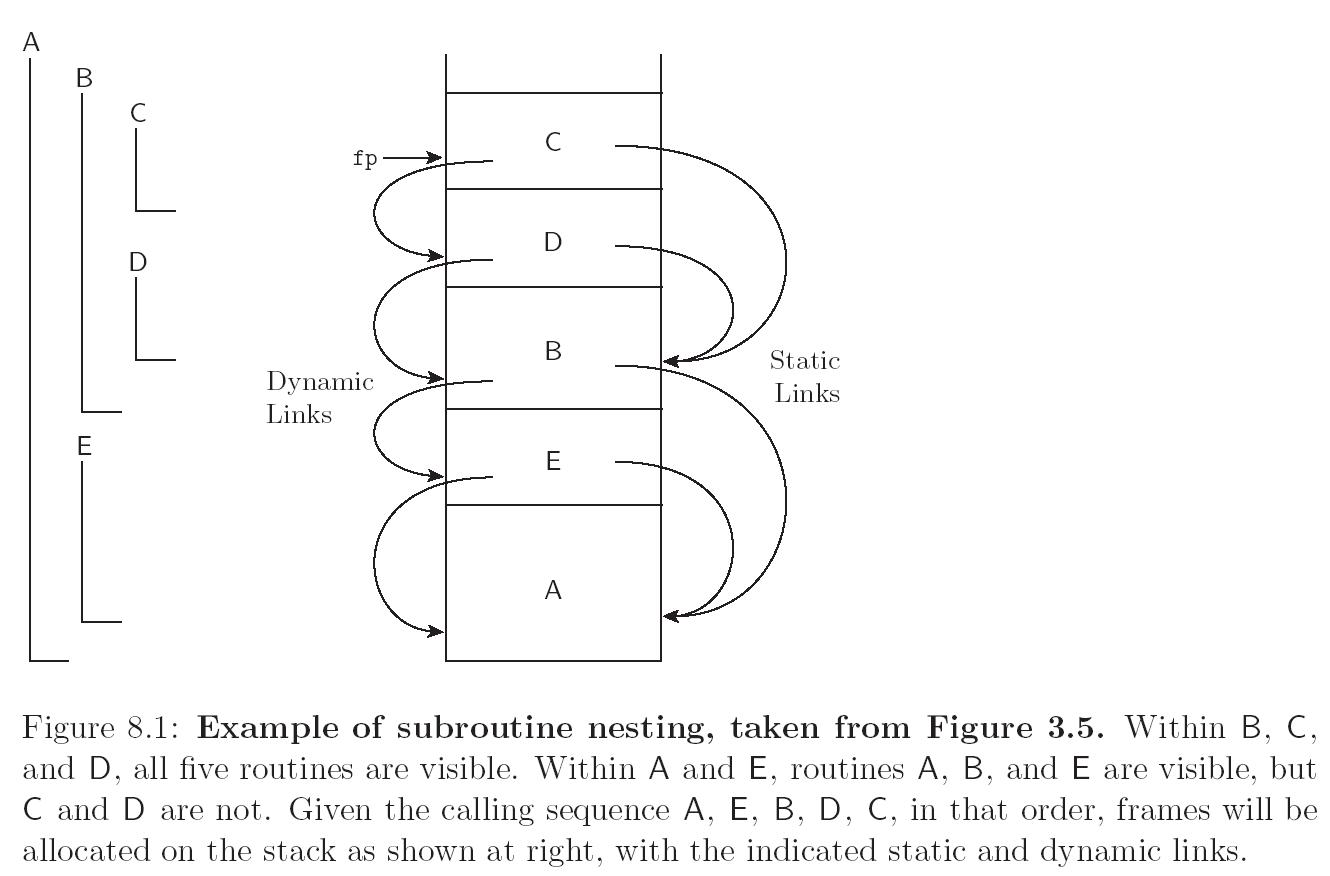 A
B
C
D
E
fp
C
D
B
E
A
Dynamic
Links
Static
Links
Figure 8.1: Example of subroutine nesting, taken from Figure 3.5. Within B, C,
and D, all five routines are visible. Within A and E, routines A, B, and E are visible, but
C and D are not. Given the calling sequence A, E, B, D, C, in that order, frames will be
allocated on the stack as shown at right, with the indicated static and dynamic links.